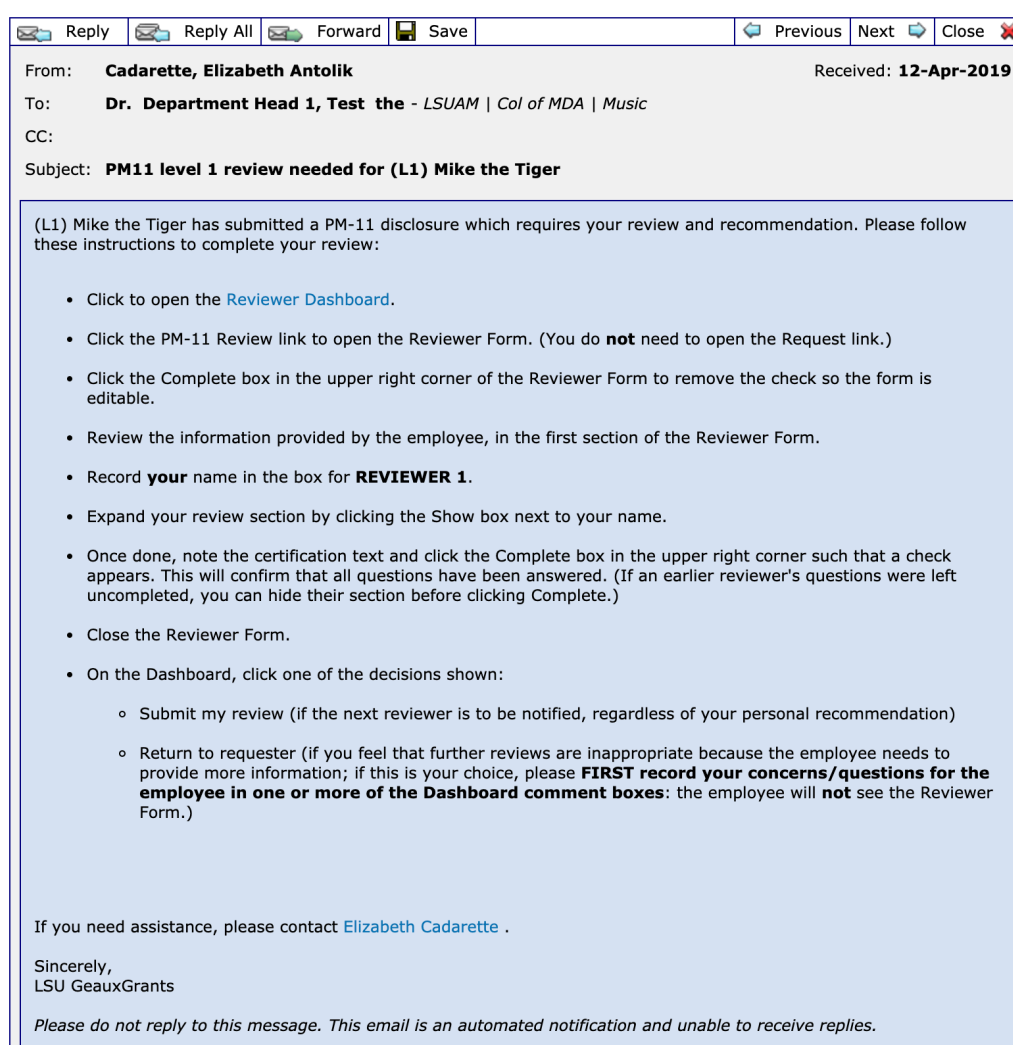 Reply Reply All Forward Save Previous Next Close
From: Cadarette, Elizabeth Antolik Received: 12-Apr-2019
To: Dr. Department Head 1, Test the - LSUAM | Col of MDA | Music
CC:
Subject: PM11 level 1 review needed for (L1) Mike the Tiger
(L1) Mike the Tiger has submitted a PM-11 disclosure which requires your review and recommendation. Please follow
these instructions to complete your review:
• Click to open the Reviewer Dashboard.
• Click the PM-11 Review link to open the Reviewer Form. (You do not need to open the Request link.)
• Click the Complete box in the upper right corner of the Reviewer Form to remove the check so the form is
editable.
• Review the information provided by the employee, in the first section of the Reviewer Form.
• Record your name in the box for REVIEWER 1.
• Expand your review section by clicking the Show box next to your name.
• Once done, note the certification text and click the Complete box in the upper right corner such that a check
appears. This will confirm that all questions have been answered. (If an earlier reviewer's questions were left
uncompleted, you can hide their section before clicking Complete.)
• Close the Reviewer Form.
• On the Dashboard, click one of the decisions shown:
◦ Submit my review (if the next reviewer is to be notified, regardless of your personal recommendation)
◦ Return to requester (if you feel that further reviews are inappropriate because the employee needs to
provide more information; if this is your choice, please FIRST record your concerns/questions for the
employee in one or more of the Dashboard comment boxes: the employee will not see the Reviewer
Form.)
If you need assistance, please contact Elizabeth Cadarette .
Sincerely,
LSU GeauxGrants
Please do not reply to this message. This email is an automated notification and unable to receive replies.